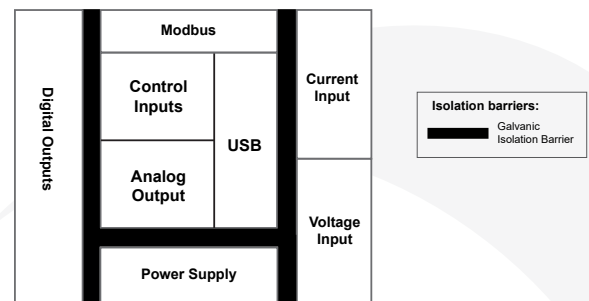 Modbus
Digital Outputs
Control
Inputs
USB
Analog
Output
Power Supply
Current
Input
Voltage
Input
Isolation barriers:
Galvanic
Isolation Barrier